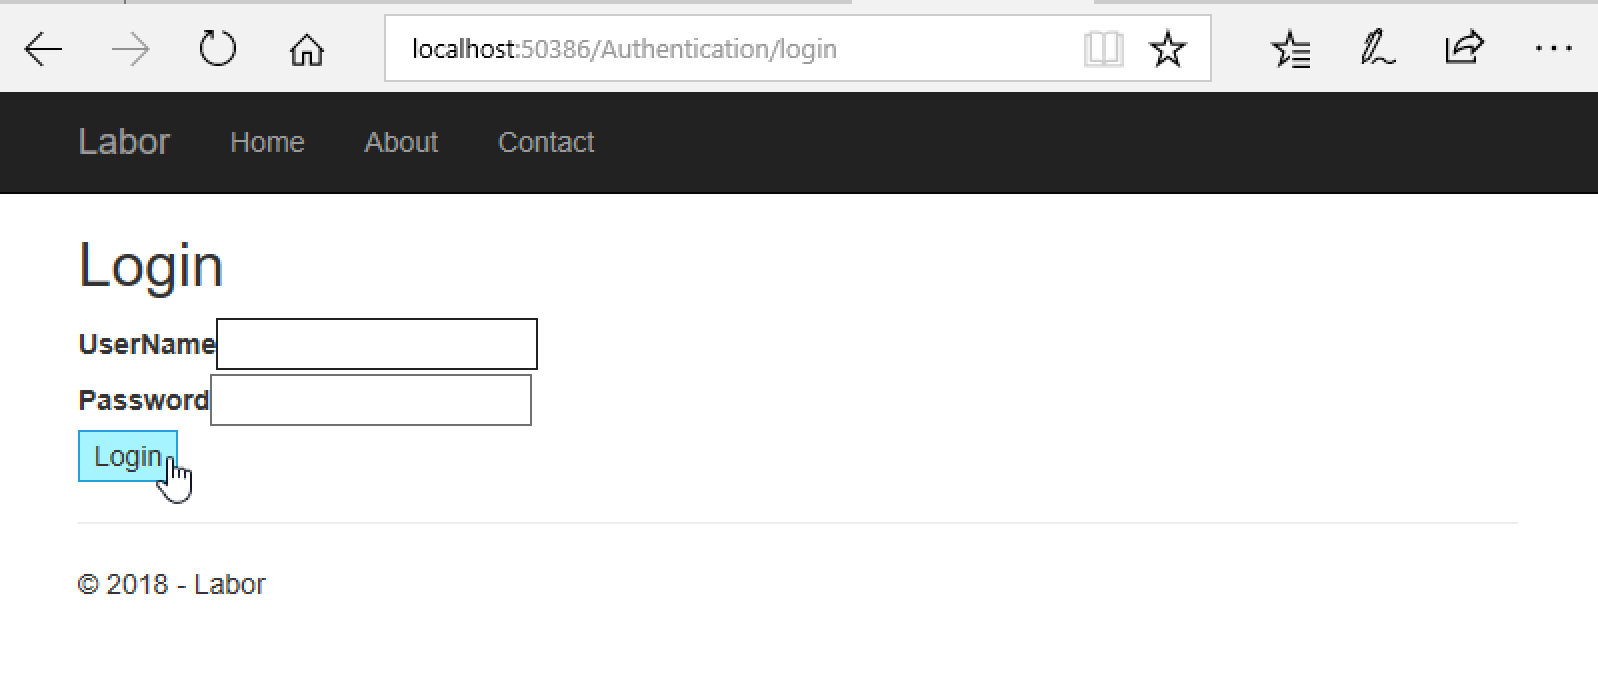 localhost:50386/Authentication/login
Labor Home About Contact
Login
UserName
Password
Login
© 2018 - Labor